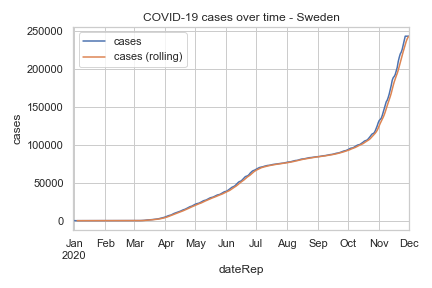 COVID-19 cases over time - Sweden
cases
cases (rolling)
250000
200000
150000
100000
50000
0
cases
Jan Feb Mar Apr May Jun Jul Aug Sep Oct Nov Dec
2020
dateRep